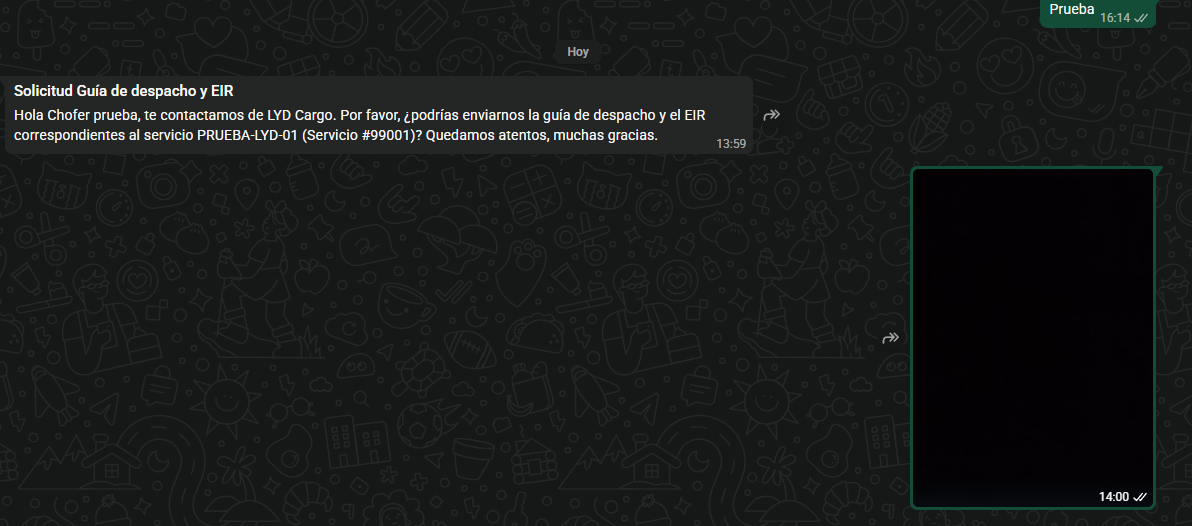 Prueba
16:14
Hoy
Solicitud Guía de despacho y EIR
Hola Chofer prueba, te contactamos de LYD Cargo. Por favor, ¿podrías enviarnos la guía de despacho y el EIR
correspondientes al servicio PRUEBA-LYD-01 (Servicio #99001)? Quedamos atentos, muchas gracias.
13:59
14:00